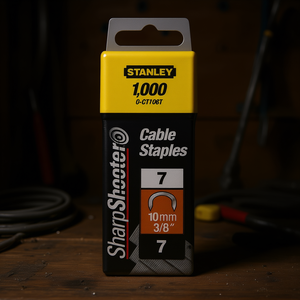 STANLEY
1,000
0-CT106T
SharpShooter
Cable
Staples
7
10mm
3/8"
7